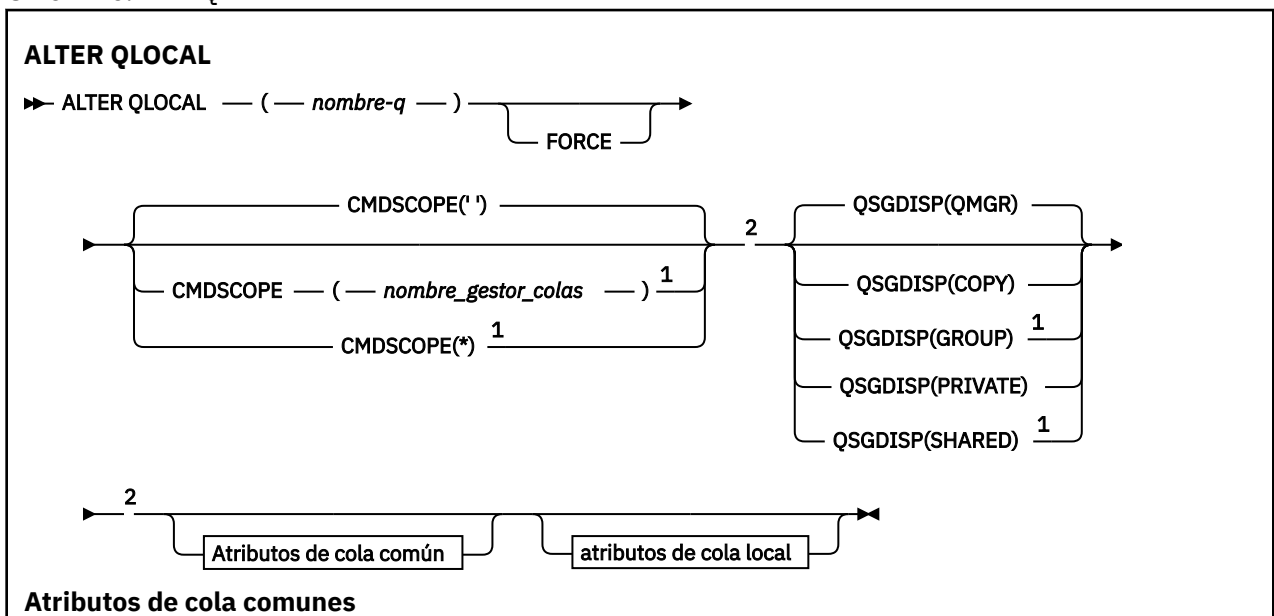 ALTER QLOCAL
ALTER QLOCAL ( nombre-q )
FORCE
CMDSCOPE(' ')
CMDSCOPE ( nombre_gestor_colas ) 1
CMDSCOPE(*) 1
2
QSGDISP(QMGR)
QSGDISP(COPY)
QSGDISP(GROUP) 1
QSGDISP(PRIVATE)
QSGDISP(SHARED) 1
2
Atributos de cola común
atributos de cola local
Atributos de cola comunes